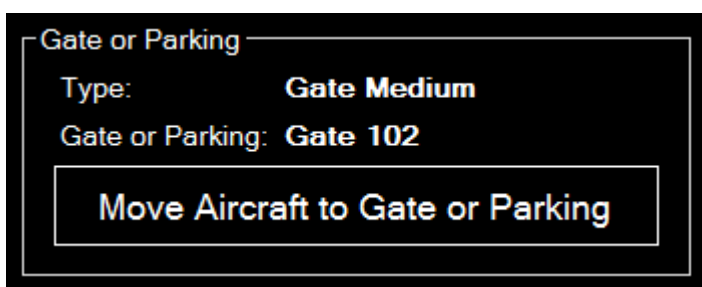 Gate or Parking
Type: Gate Medium
Gate or Parking: Gate 102
Move Aircraft to Gate or Parking